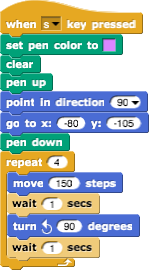 when s key pressed
set pen color to
clear
pen up
point in direction 90
go to x: -80 y: -105
pen down
repeat 4
move 150 steps
wait 1 secs
turn 90 degrees
wait 1 secs